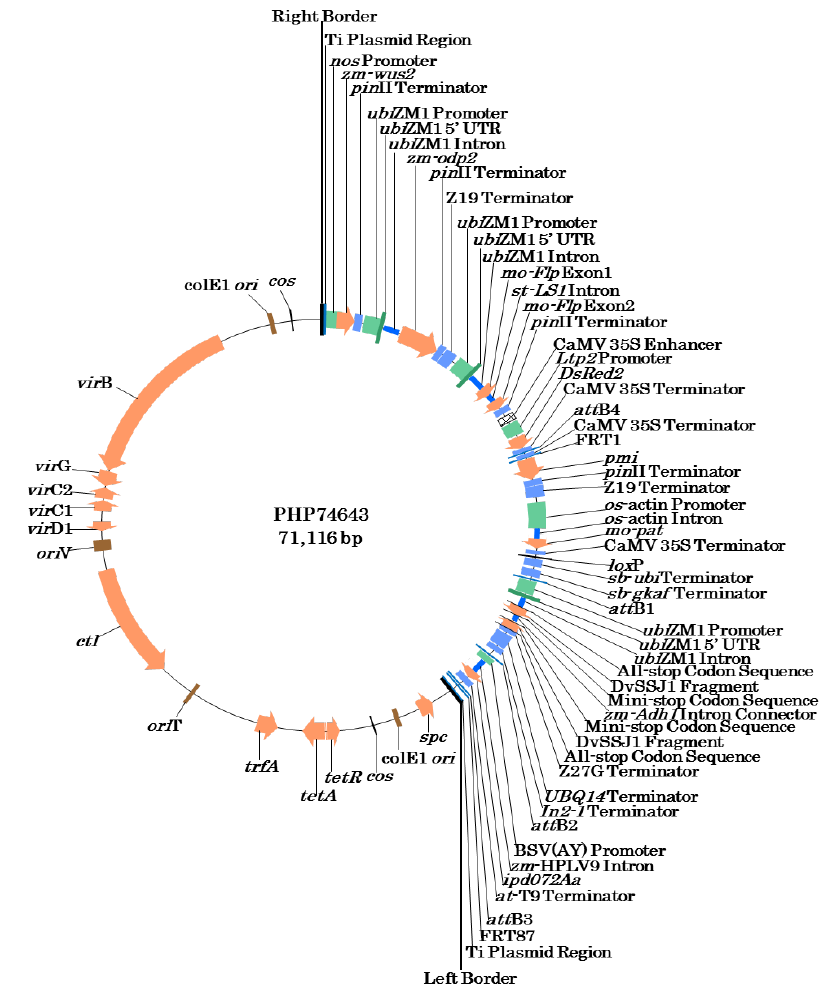 Right Border
Ti Plasmid Region
nos Promoter
zm-wus2
pinII Terminator
ubiZM1 Promoter
ubiZM1 5' UTR
ubiZM1 Intron
zm-odp2
pinII Terminator
Z19 Terminator
ubiZM1 Promoter
ubiZM1 5' UTR
ubiZM1 Intron
mo-Flp Exon1
st-LS1 Intron
mo-Flp Exon2
pinII Terminator
CaMV 35S Enhancer
Ltp2 Promoter
DsRed2
CaMV 35S Terminator
attB4
CaMV 35S Terminator
FRT1
pmi
pinII Terminator
Z19 Terminator
os-actin Promoter
os-actin Intron
mo-pat
CaMV 35S Terminator
loxP
sb-ubi Terminator
sb-gkaf Terminator
attB1
ubiZM1 Promoter
ubiZM1 5' UTR
ubiZM1 Intron
All-stop Codon Sequence
DvSSJ1 Fragment
Mini-stop Codon Sequence
zm-Adh1 Intron Connector
Mini-stop Codon Sequence
DvSSJ1 Fragment
All-stop Codon Sequence
Z27G Terminator
UBQ14 Terminator
In2-1 Terminator
attB2
BSV(AY) Promoter
zm-HPLV9 Intron
ipd072Aa
at-T9 Terminator
attB3
FRT87
Ti Plasmid Region
Left Border
spc
colE1 ori
cos
tetR
tetA
trfA
oriT
ctl
oriV
virD1
virC1
virC2
virG
virB
colE1 ori
cos
PHP74643
71,116 bp